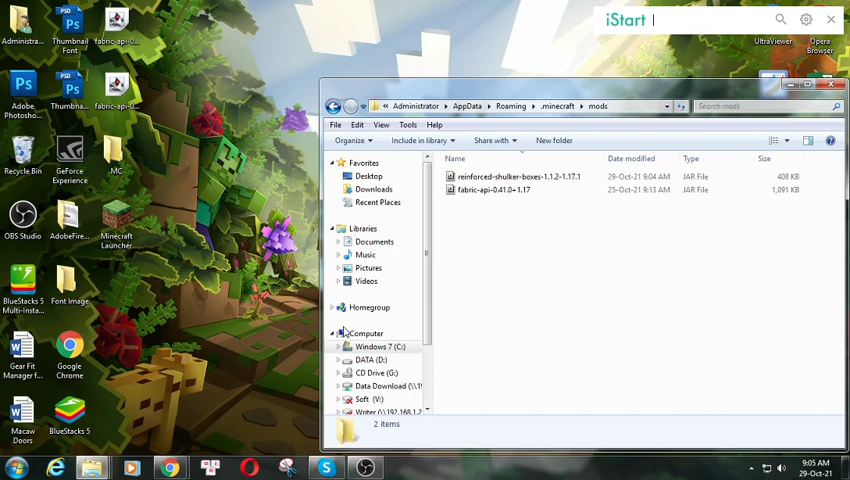 iStart
Administra...
Thumbnail
Font
fabric-api-0...
UltraViewer
Opera
Browser
Administrator
AppData
Roaming
.minecraft
mods
Search mods
File
Edit
View
Tools
Help
Adobe
Photosho...
Thumbna...
fabric-api-0...
Organize
Include in library
Share with
New folder
Favorites
Desktop
Downloads
Recent Places
Name
Date modified
Type
Size
reinforced-shulker-boxes-1.1.2-1.17.1
29-Oct-21 9:04 AM
JAR File
408 KB
fabric-api-0.41.0+1.17
25-Oct-21 9:13 AM
JAR File
1,091 KB
Recycle Bin
GeForce
Experience
MC
Libraries
Documents
Music
Pictures
Videos
OBS Studio
AdobeFire...
Minecraft
Launcher
Homegroup
BlueStacks 5
Multi-Insta...
Font Image
Computer
Windows 7 (C:)
DATA (D:)
CD Drive (G:)
Data Download (\\19
Soft (V:)
Writer (\\192.168.1.2
Gear Fit
Manager f...
Google
Chrome
Macaw
Doors
BlueStacks 5
2 items
9:05 AM
29-Oct-21